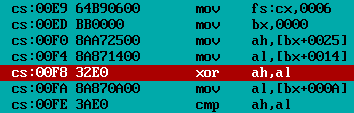 cs:00E9 64B90600 mov fs:cx,0006
cs:00ED BB0000 mov bx,0000
cs:00F0 8AA72500 mov ah,[bx+0025]
cs:00F4 8A871400 mov al,[bx+0014]
cs:00F8 32E0 xor ah,al
cs:00FA 8A870A00 mov al,[bx+000A]
cs:00FE 3AE0 cmp ah,al